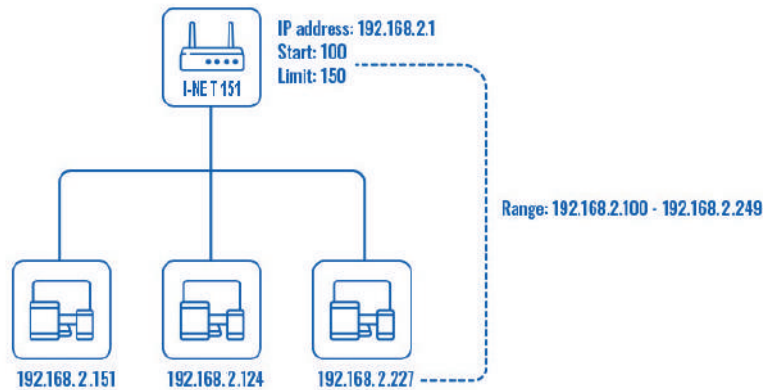 IP address: 192.168.2.1
Start: 100
Limit: 150
I-NET 151
Range: 192.168.2.100 - 192.168.2.249
192.168.2.151
192.168.2.124
192.168.2.227